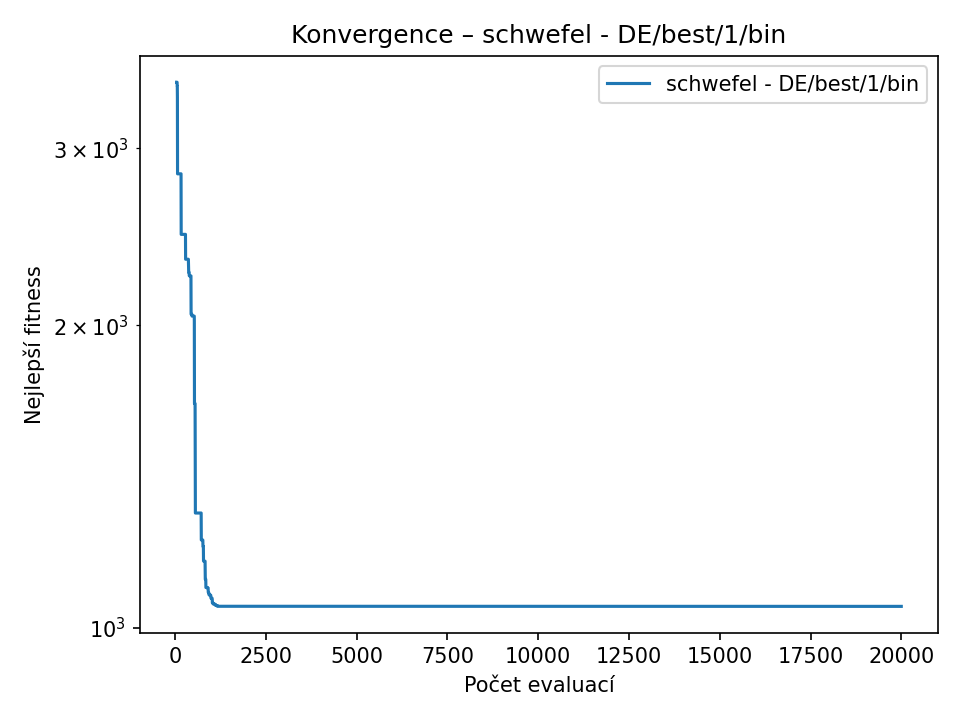 Konvergence – schwefel - DE/best/1/bin
schwefel - DE/best/1/bin
3 × 10³
2 × 10³
10³
Nejlepší fitness
0 2500 5000 7500 10000 12500 15000 17500 20000
Počet evaluací